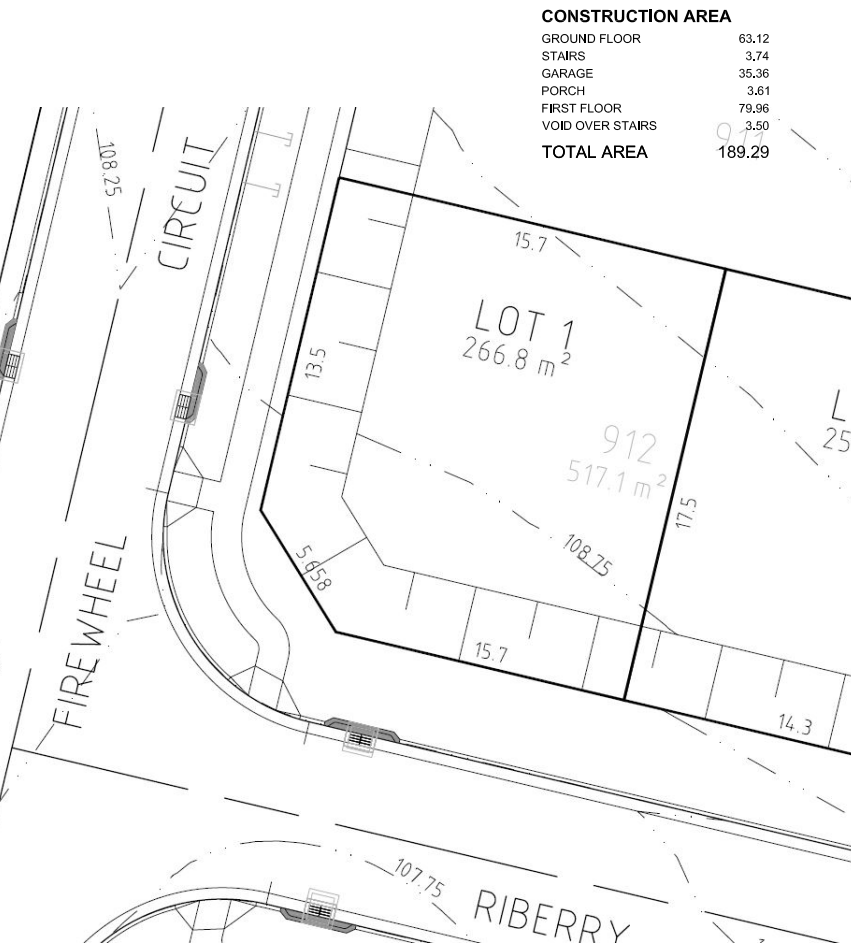 CONSTRUCTION AREA
GROUND FLOOR 63.12
STAIRS 3.74
GARAGE 35.36
PORCH 3.61
FIRST FLOOR 79.96
VOID OVER STAIRS 3.50
911
TOTAL AREA 189.29
108.25
CIRCUIT
15.7
LOT 1
266.8 m²
13.5
L
25
912
517.1 m²
17.5
108.75
5.658
FIREWHEEL
15.7
14.3
107.75
RIBERRY